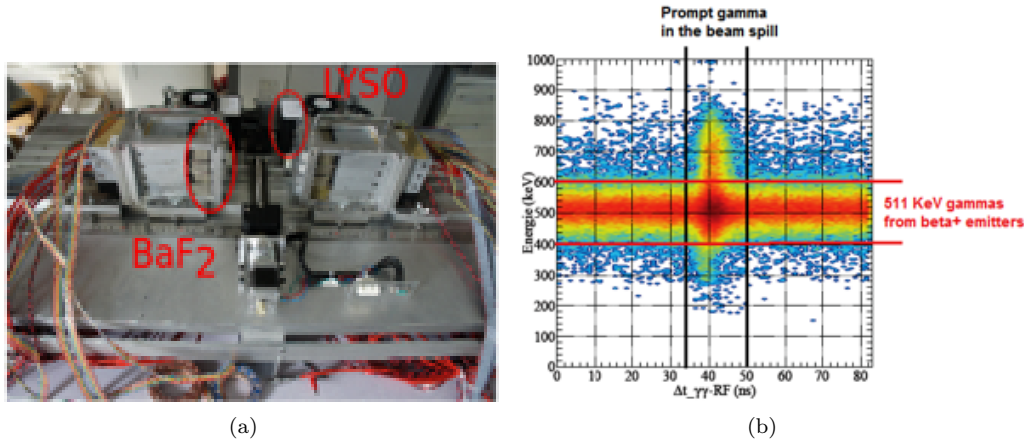 LYSO
BaF2
(a)
Prompt gamma
in the beam spill
1000
900
800
700
600
500
400
300
200
100
0
Energie (keV)
0 10 20 30 40 50 60 70 80
Δt_γγ-RF (ns)
511 KeV gammas
from beta+ emitters
(b)